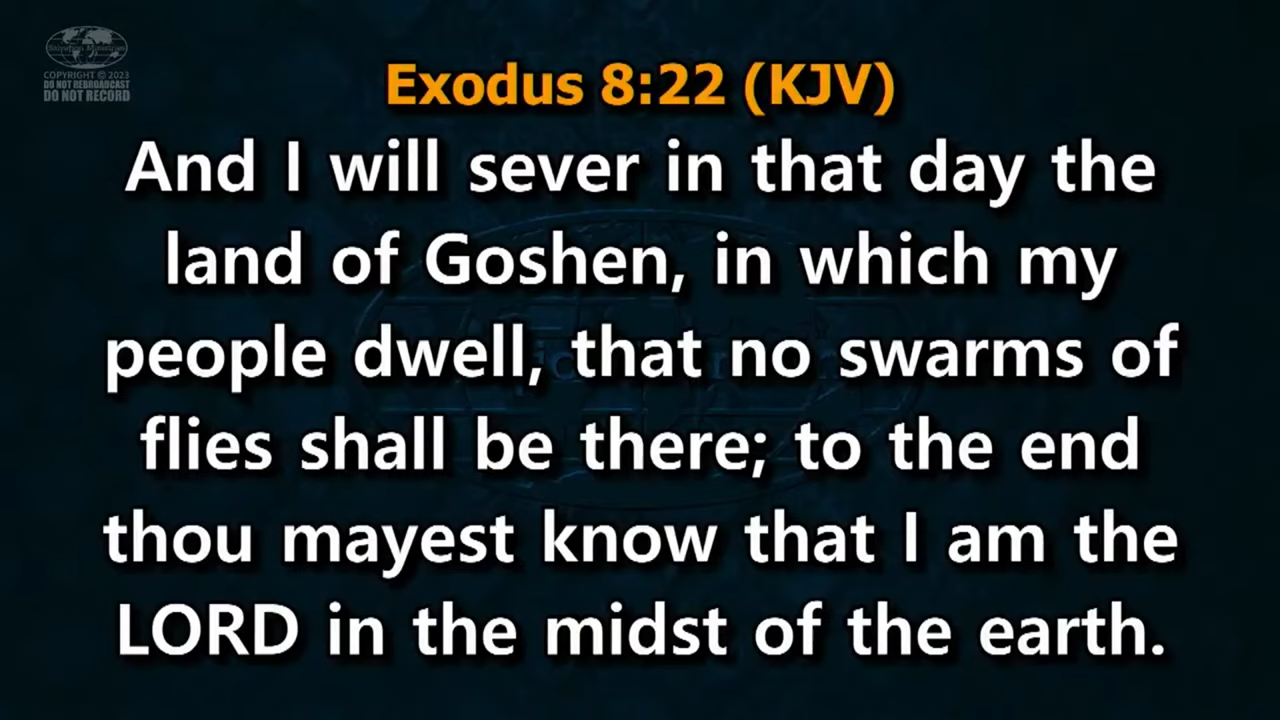 Salvation Ministries
COPYRIGHT © 2023
DO NOT REBROADCAST
DO NOT RECORD
Exodus 8:22 (KJV)
And I will sever in that day the
land of Goshen, in which my
people dwell, that no swarms of
flies shall be there; to the end
thou mayest know that I am the
LORD in the midst of the earth.